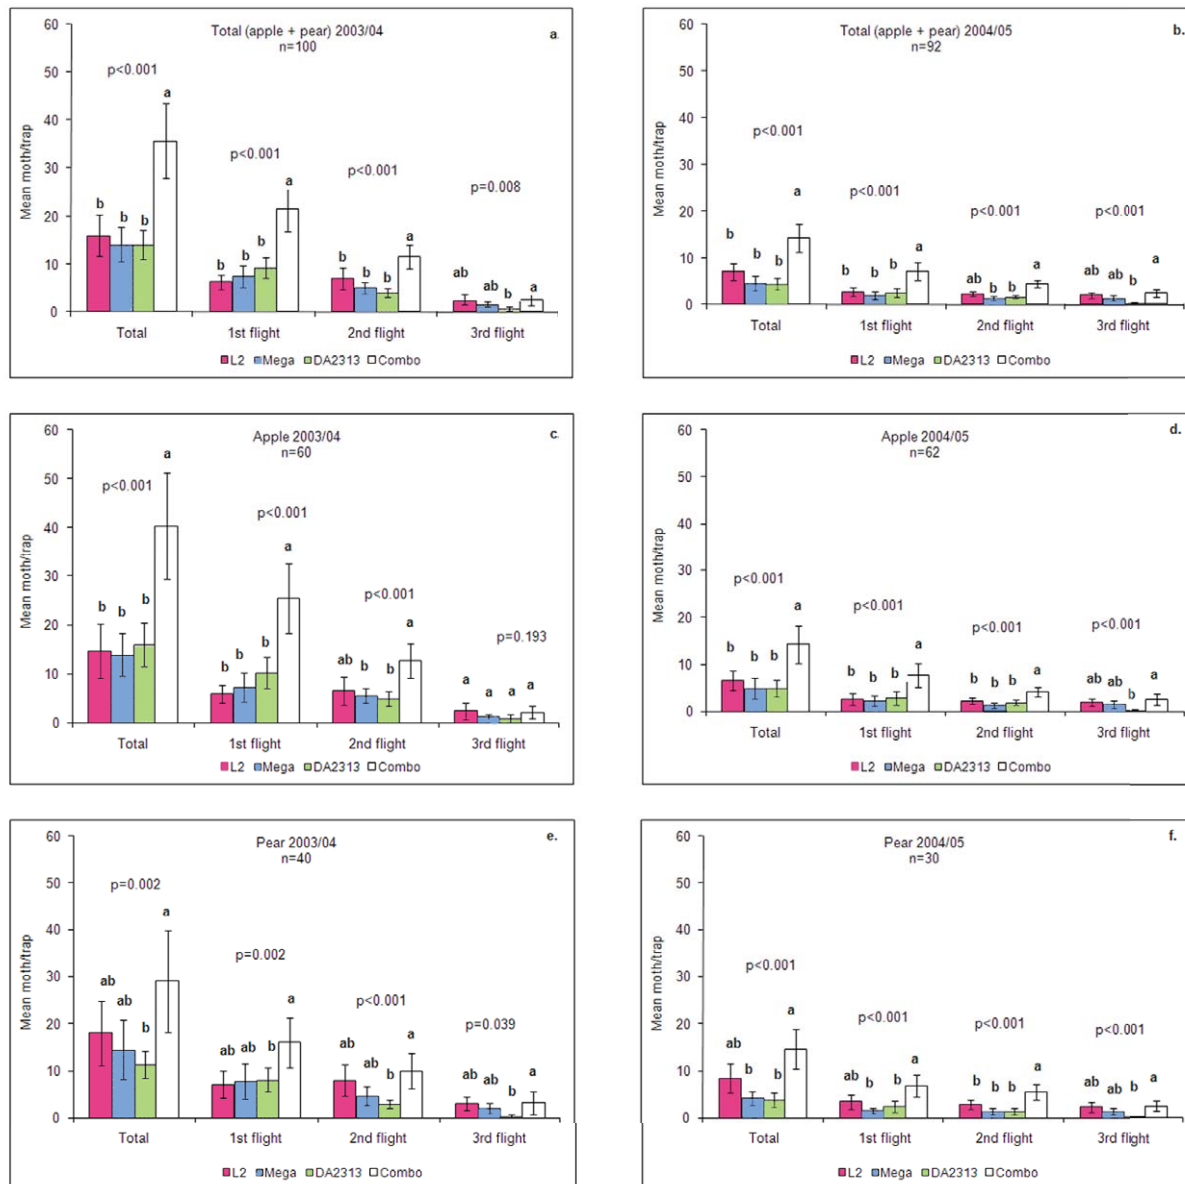 Total (apple + pear) 2003/04
n=100
a.
Mean moth/trap
60
50
40
30
20
10
0
p<0.001
b b b a
p<0.001
b b b a
p<0.001
b b b a
p=0.008
ab ab b a
Total 1st flight 2nd flight 3rd flight
L2 Mega DA2313 Combo
Total (apple + pear) 2004/05
n=92
b.
Mean moth/trap
60
50
40
30
20
10
0
p<0.001
b b b a
p<0.001
b b b a
p<0.001
ab b b a
p<0.001
ab ab b a
Total 1st flight 2nd flight 3rd flight
L2 Mega DA2313 Combo
Apple 2003/04
n=60
c.
Mean moth/trap
60
50
40
30
20
10
0
p<0.001
b b b a
p<0.001
b b b a
p<0.001
ab b b a
p=0.193
a a a a
Total 1st flight 2nd flight 3rd flight
L2 Mega DA2313 Combo
Apple 2004/05
n=62
d.
Mean moth/trap
60
50
40
30
20
10
0
p<0.001
b b b a
p<0.001
b b b a
p<0.001
b b b a
p<0.001
ab ab b a
Total 1st flight 2nd flight 3rd flight
L2 Mega DA2313 Combo
Pear 2003/04
n=40
e.
Mean moth/trap
60
50
40
30
20
10
0
p=0.002
ab ab b a
p=0.002
ab ab b a
p<0.001
ab ab b a
p=0.039
ab ab b a
Total 1st flight 2nd flight 3rd flight
L2 Mega DA2313 Combo
Pear 2004/05
n=30
f.
Mean moth/trap
60
50
40
30
20
10
0
p<0.001
ab b b a
p<0.001
ab b b a
p<0.001
b b b a
p<0.001
ab ab b a
Total 1st flight 2nd flight 3rd flight
L2 Mega DA2313 Combo